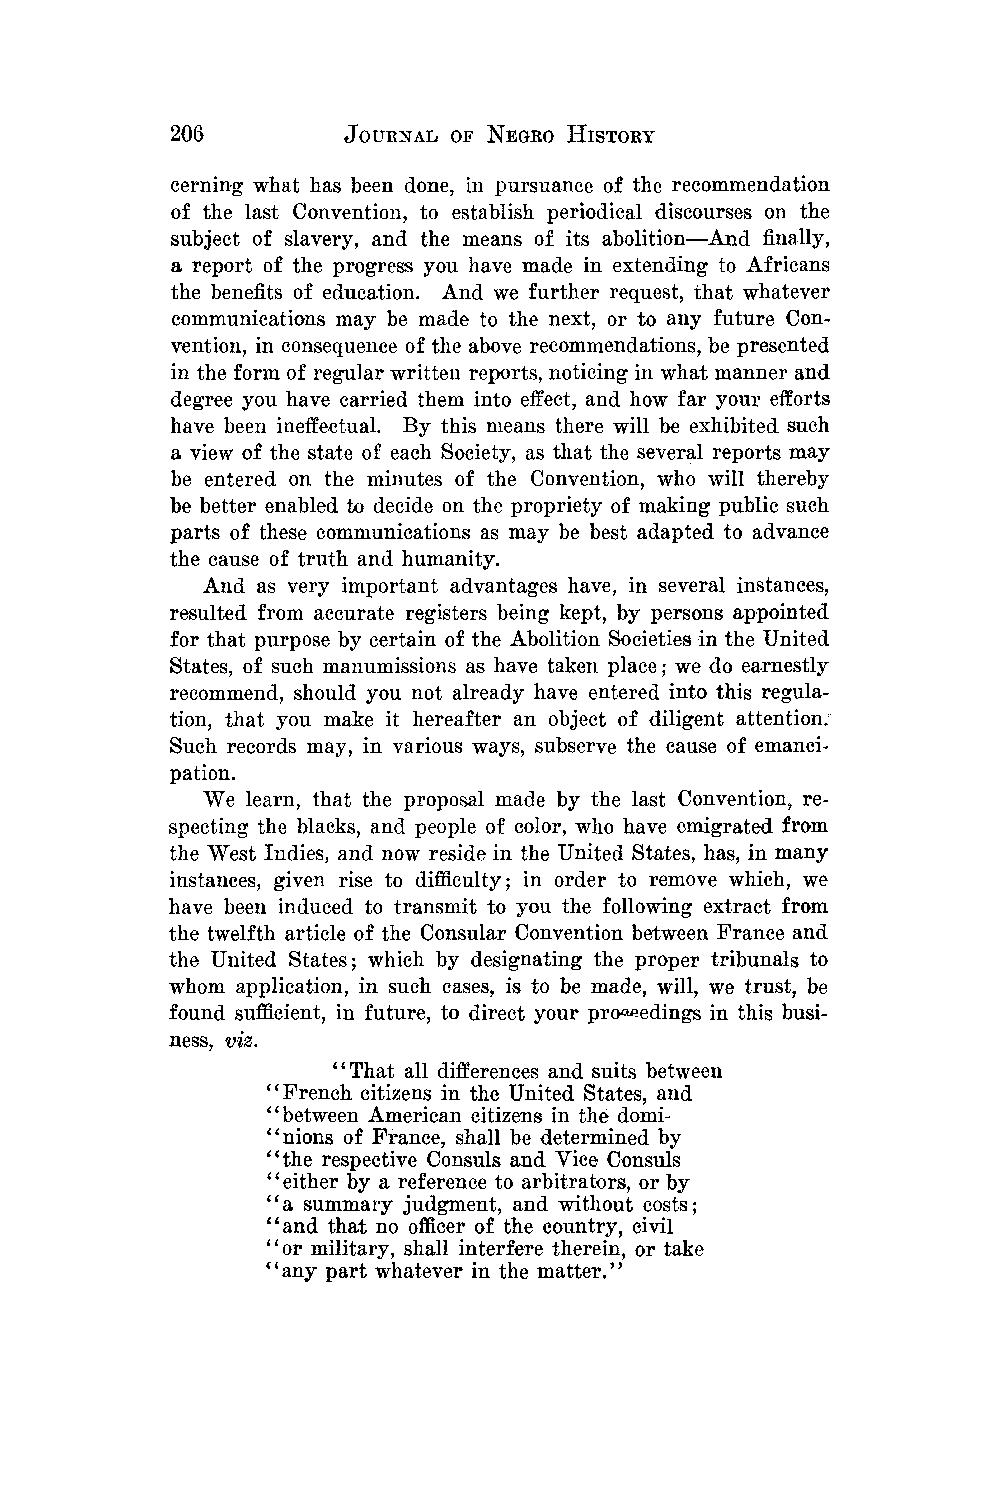 206 JOURNAL OF NEGRO HISTORY
cerning what has been done, in pursuance of the recommendation
of the last Convention, to establish periodical discourses on the
subject of slavery, and the means of its abolition—And finally,
a report of the progress you have made in extending to Africans
the benefits of education. And we further request, that whatever
communications may be made to the next, or to any future Con-
vention, in consequence of the above recommendations, be presented
in the form of regular written reports, noticing in what manner and
degree you have carried them into effect, and how far your efforts
have been ineffectual. By this means there will be exhibited such
a view of the state of each Society, as that the several reports may
be entered on the minutes of the Convention, who will thereby
be better enabled to decide on the propriety of making public such
parts of these communications as may be best adapted to advance
the cause of truth and humanity.
And as very important advantages have, in several instances,
resulted from accurate registers being kept, by persons appointed
for that purpose by certain of the Abolition Societies in the United
States, of such manumissions as have taken place; we do earnestly
recommend, should you not already have entered into this regula-
tion, that you make it hereafter an object of diligent attention.
Such records may, in various ways, subserve the cause of emanci-
pation.
We learn, that the proposal made by the last Convention, re-
specting the blacks, and people of color, who have emigrated from
the West Indies, and now reside in the United States, has, in many
instances, given rise to difficulty; in order to remove which, we
have been induced to transmit to you the following extract from
the twelfth article of the Consular Convention between France and
the United States; which by designating the proper tribunals to
whom application, in such cases, is to be made, will, we trust, be
found sufficient, in future, to direct your proceedings in this busi-
ness, viz.
"That all differences and suits between
"French citizens in the United States, and
"between American citizens in the domi-
"nions of France, shall be determined by
"the respective Consuls and Vice Consuls
"either by a reference to arbitrators, or by
"a summary judgment, and without costs;
"and that no officer of the country, civil
"or military, shall interfere therein, or take
"any part whatever in the matter."